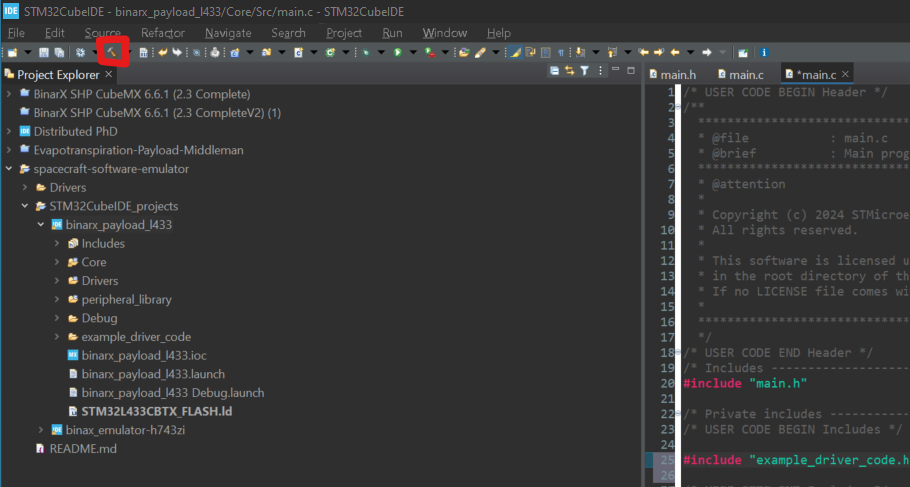 IDE STM32CubeIDE - binarx_payload_l433/Core/Src/main.c - STM32CubeIDE
File Edit Source Refactor Navigate Search Project Run Window Help
Project Explorer
BinarX SHP CubeMX 6.6.1 (2.3 Complete)
BinarX SHP CubeMX 6.6.1 (2.3 CompleteV2) (1)
IDE Distributed PhD
Evapotranspiration-Payload-Middleman
spacecraft-software-emulator
Drivers
STM32CubeIDE_projects
IDE binarx_payload_l433
Includes
Core
Drivers
peripheral_library
Debug
example_driver_code
MX binarx_payload_l433.ioc
binarx_payload_l433.launch
binarx_payload_l433 Debug.launch
STM32L433CBTX_FLASH.ld
IDE binax_emulator-h743zi
README.md
main.h main.c *main.c
1 /* USER CODE BEGIN Header */
2 /**
3 ******************************
4 * @file : main.c
5 * @brief : Main prog
6 ******************************
7 * @attention
8 *
9 * Copyright (c) 2024 STMicroe
10 * All rights reserved.
11 *
12 * This software is licensed u
13 * in the root directory of th
14 * If no LICENSE file comes wi
15 *
16 ******************************
17 */
18 /* USER CODE END Header */
19 /* Includes -------------------
20 #include "main.h"
21
22 /* Private includes -----------
23 /* USER CODE BEGIN Includes */
24
25 #include "example_driver_code.h
26